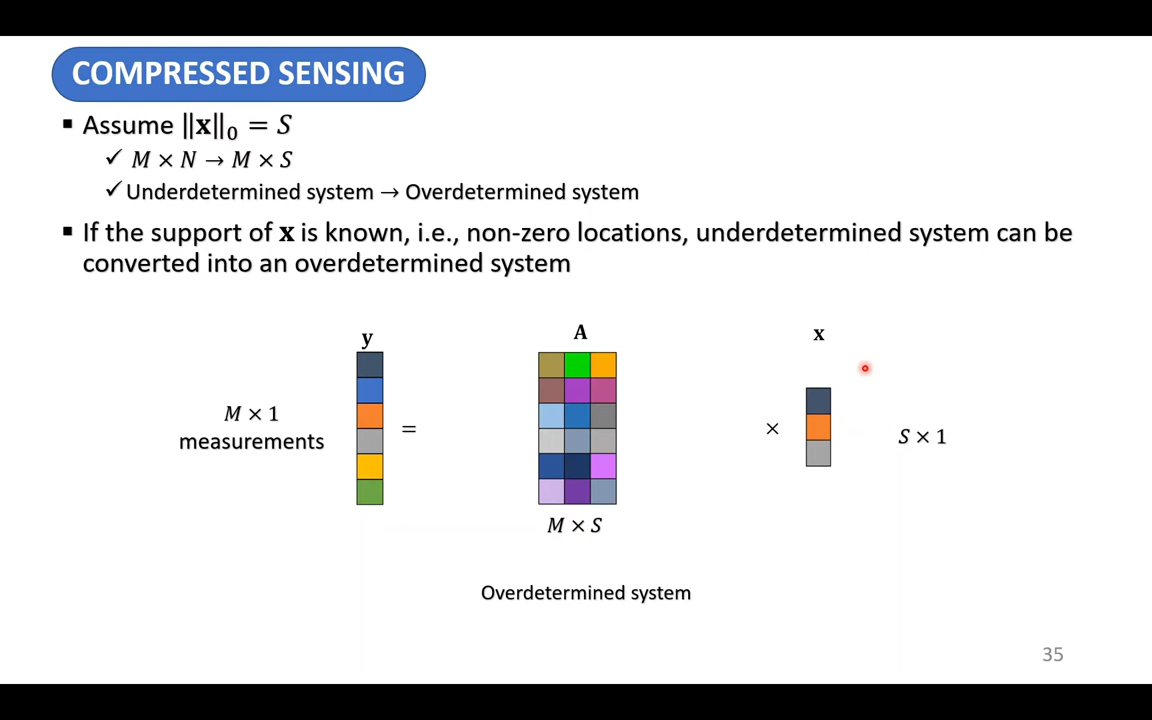 COMPRESSED SENSING
▪ Assume ‖𝐱‖₀ = S
✓ M × N → M × S
✓ Underdetermined system → Overdetermined system
▪ If the support of 𝐱 is known, i.e., non-zero locations, underdetermined system can be
converted into an overdetermined system
y
A
x
M × 1
measurements
=
×
S × 1
M × S
Overdetermined system
35